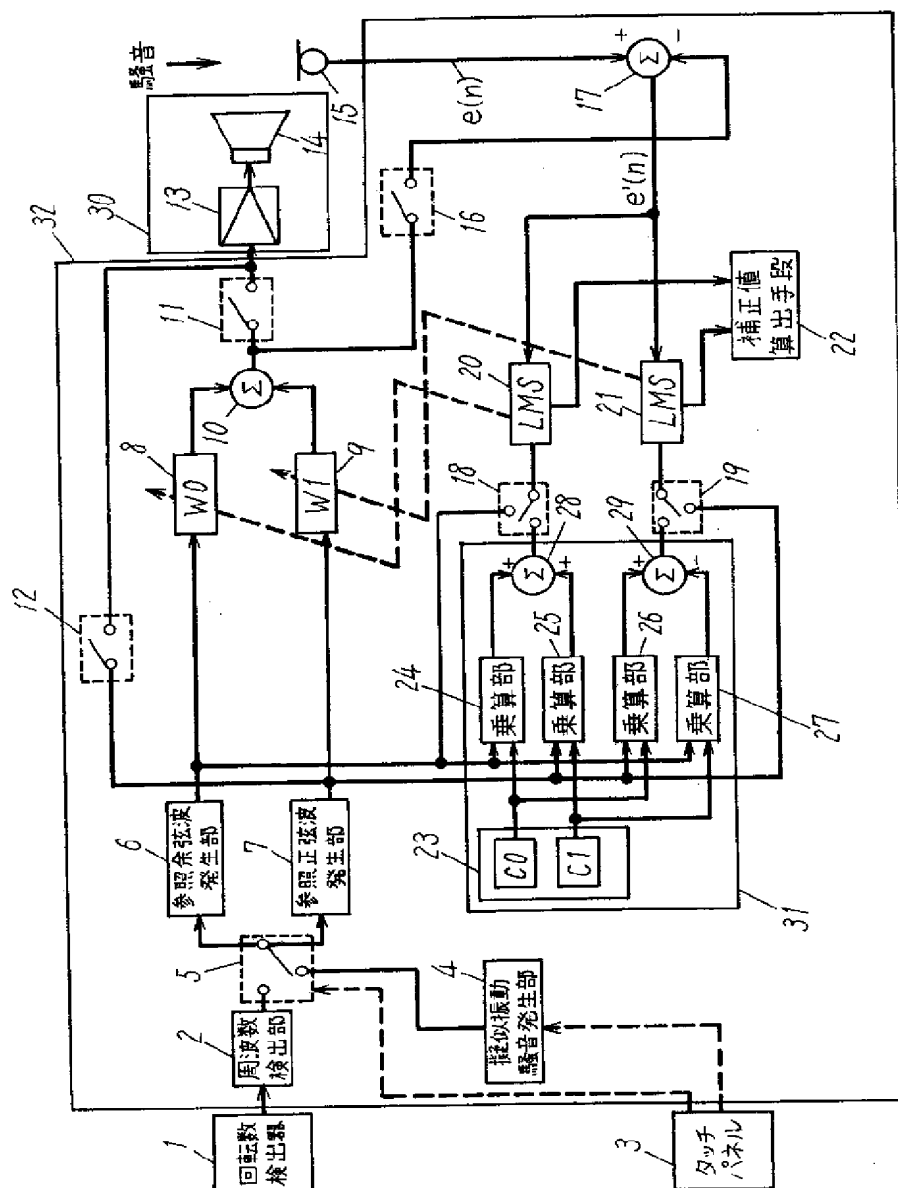 1
回転数
検出器
2
周波数
検出部
3
タッチ
パネル
4
擬似振動
騒音発生部
5
6
参照余弦波
発生部
7
参照正弦波
発生部
12
8
W0
W1
9
Σ
10
11
32
30
13
14
騒音
15
e(n)
+
-
Σ
17
e'(n)
16
20
LMS
21
LMS
補正値
算出手段
22
18
19
+
Σ
+
28
+
Σ
-
29
24
乗算部
25
乗算部
26
乗算部
乗算部
27
23
C0
C1
31